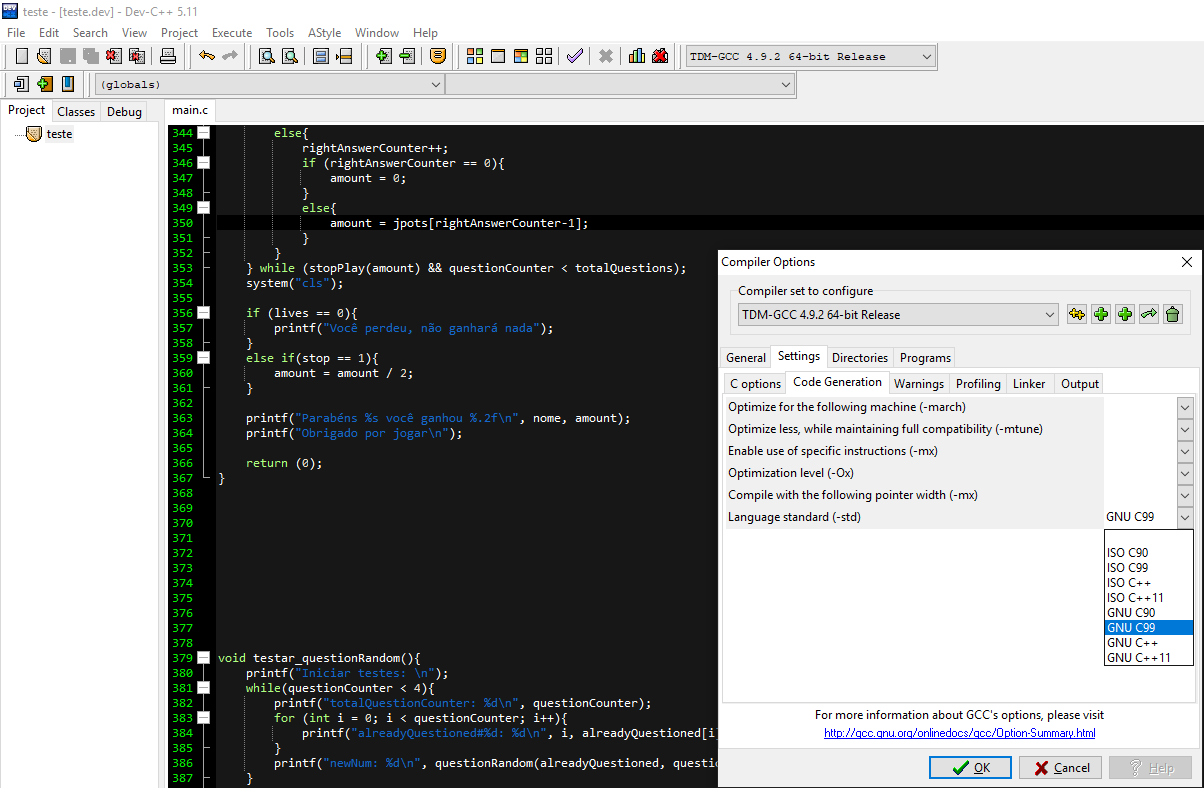 teste - [teste.dev] - Dev-C++ 5.11
File Edit Search View Project Execute Tools AStyle Window Help
TDM-GCC 4.9.2 64-bit Release
(globals)
Project Classes Debug
teste
main.c
344 else{
345 rightAnswerCounter++;
346 if (rightAnswerCounter == 0){
347 amount = 0;
348 }
349 else{
350 amount = jpots[rightAnswerCounter-1];
351 }
352 }
353 } while (stopPlay(amount) && questionCounter < totalQuestions);
354 system("cls");
355
356 if (lives == 0){
357 printf("Você perdeu, não ganhará nada");
358 }
359 else if(stop == 1){
360 amount = amount / 2;
361 }
362
363 printf("Parabéns %s você ganhou %.2f\n", nome, amount);
364 printf("Obrigado por jogar\n");
365
366 return (0);
367 }
368
369
370
371
372
373
374
375
376
377
378
379 void testar_questionRandom(){
380 printf("Iniciar testes: \n");
381 while(questionCounter < 4){
382 printf("totalQuestionCounter: %d\n", questionCounter);
383 for (int i = 0; i < questionCounter; i++){
384 printf("alreadyQuestioned#%d: %d\n", i, alreadyQuestioned[i]
385 }
386 printf("newNum: %d\n", questionRandom(alreadyQuestioned, questio
387 }
Compiler Options
Compiler set to configure
TDM-GCC 4.9.2 64-bit Release
General Settings Directories Programs
C options Code Generation Warnings Profiling Linker Output
Optimize for the following machine (-march)
Optimize less, while maintaining full compatibility (-mtune)
Enable use of specific instructions (-mx)
Optimization level (-Ox)
Compile with the following pointer width (-mx)
Language standard (-std) GNU C99
ISO C90
ISO C99
ISO C++
ISO C++11
GNU C90
GNU C99
GNU C++
GNU C++11
For more information about GCC's options, please visit
http://gcc.gnu.org/onlinedocs/gcc/Option-Summary.html
OK Cancel Help